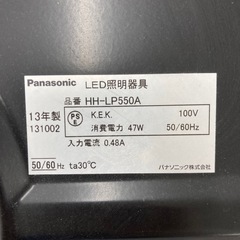 Panasonic LED照明器具
品番 HH-LP550A
13年製
131002
PS
E
K.E.K. 100V
消費電力 47W 50/60Hz
入力電流 0.48A
50/60 Hz ta30℃
パナソニック株式会社